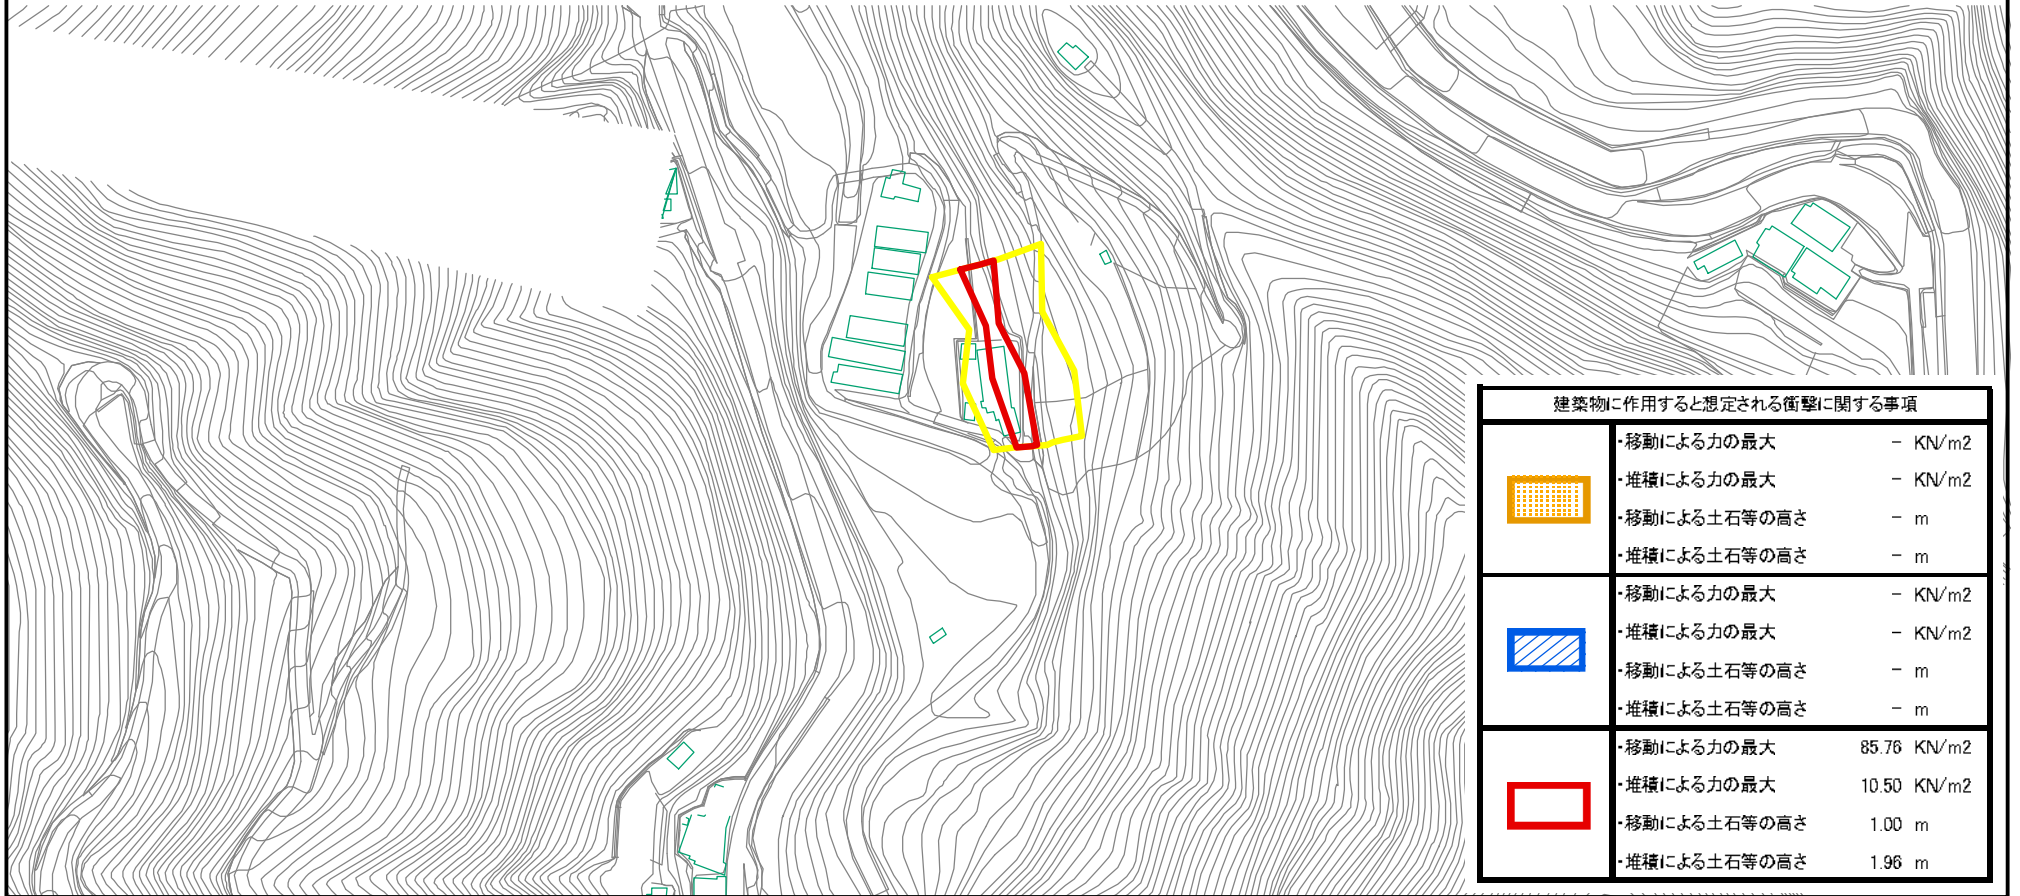 建築物に作用すると想定される衝撃に関する事項
・移動による力の最大 － KN/m2
・堆積による力の最大 － KN/m2
・移動による土石等の高さ － m
・堆積による土石等の高さ － m
・移動による力の最大 － KN/m2
・堆積による力の最大 － KN/m2
・移動による土石等の高さ － m
・堆積による土石等の高さ － m
・移動による力の最大 85.76 KN/m2
・堆積による力の最大 10.50 KN/m2
・移動による土石等の高さ 1.00 m
・堆積による土石等の高さ 1.96 m